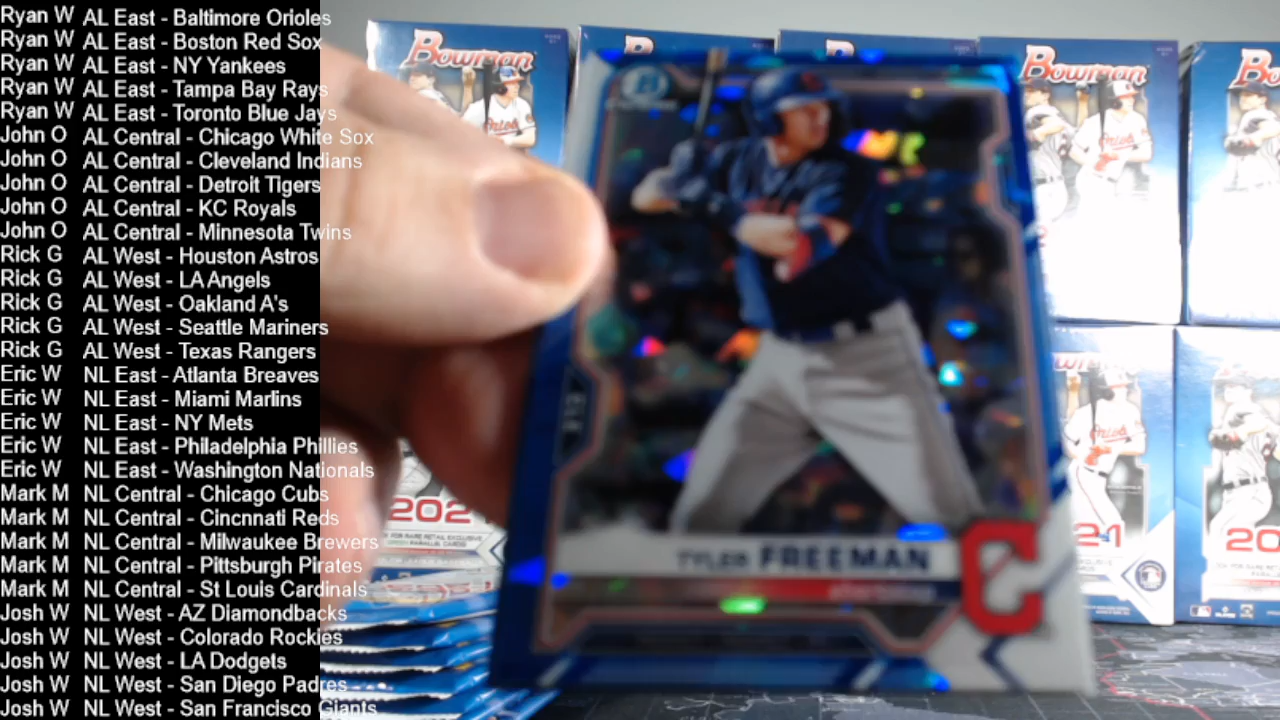 Ryan W AL East - Baltimore Orioles
Ryan W AL East - Boston Red Sox
Ryan W AL East - NY Yankees
Ryan W AL East - Tampa Bay Rays
Ryan W AL East - Toronto Blue Jays
John O AL Central - Chicago White Sox
John O AL Central - Cleveland Indians
John O AL Central - Detroit Tigers
John O AL Central - KC Royals
John O AL Central - Minnesota Twins
Rick G AL West - Houston Astros
Rick G AL West - LA Angels
Rick G AL West - Oakland A's
Rick G AL West - Seattle Mariners
Rick G AL West - Texas Rangers
Eric W NL East - Atlanta Breaves
Eric W NL East - Miami Marlins
Eric W NL East - NY Mets
Eric W NL East - Philadelphia Phillies
Eric W NL East - Washington Nationals
Mark M NL Central - Chicago Cubs
Mark M NL Central - Cincnnati Reds
Mark M NL Central - Milwaukee Brewers
Mark M NL Central - Pittsburgh Pirates
Mark M NL Central - St Louis Cardinals
Josh W NL West - AZ Diamondbacks
Josh W NL West - Colorado Rockies
Josh W NL West - LA Dodgets
Josh W NL West - San Diego Padres
Josh W NL West - San Francisco Giants
Bowman
Bowman
Bo
TYLER FREEMAN
C
202
21
20